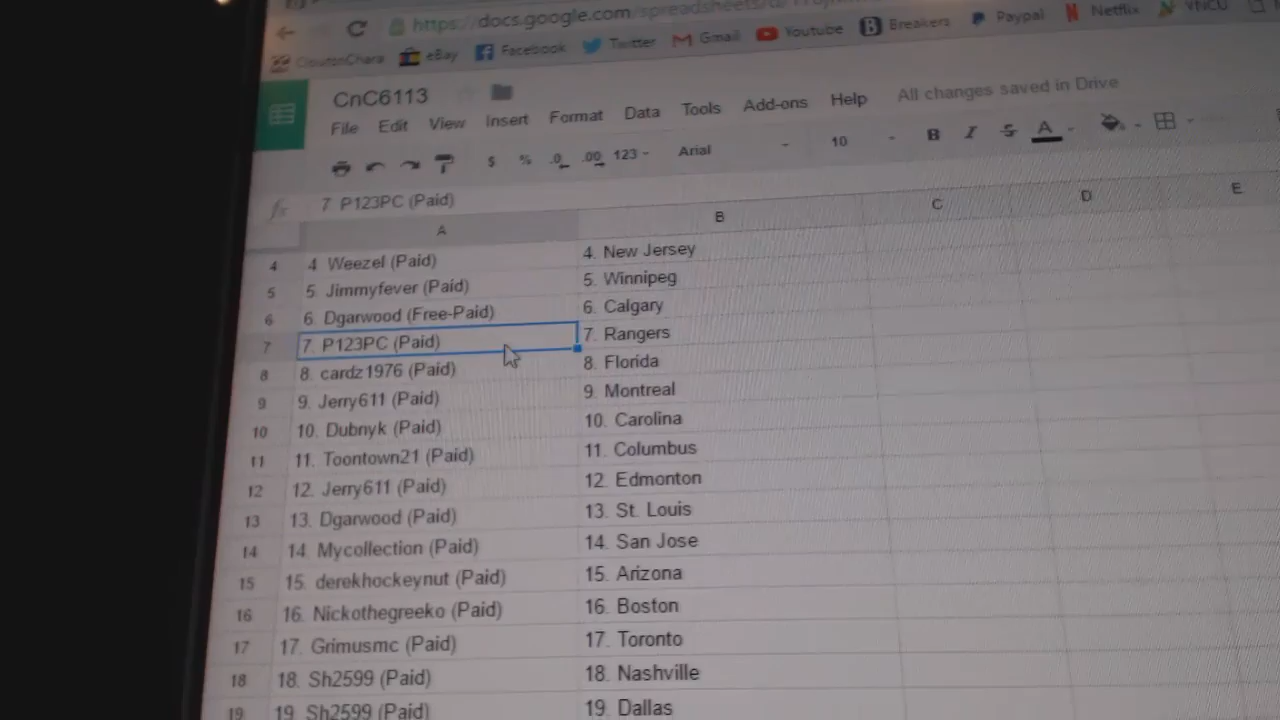 https://docs.google.com/spreadsheets/d/
CloutonChara eBay Facebook Twitter Gmail Youtube Breakers Paypal Netflix VNCU
CnC6113
File Edit View Insert Format Data Tools Add-ons Help All changes saved in Drive
$ % .0 .00 123 Arial 10 B I S A
fx 7 P123PC (Paid)
A B C D E
4 4 Weezel (Paid) 4. New Jersey
5 5. Jimmyfever (Paid) 5. Winnipeg
6 6. Dgarwood (Free-Paid) 6. Calgary
7 7. P123PC (Paid) 7. Rangers
8 8. cardz1976 (Paid) 8. Florida
9 9. Jerry611 (Paid) 9. Montreal
10 10. Dubnyk (Paid) 10. Carolina
11 11. Toontown21 (Paid) 11. Columbus
12 12. Jerry611 (Paid) 12. Edmonton
13 13. Dgarwood (Paid) 13. St. Louis
14 14. Mycollection (Paid) 14. San Jose
15 15. derekhockeynut (Paid) 15. Arizona
16 16. Nickothegreeko (Paid) 16. Boston
17 17. Grimusmc (Paid) 17. Toronto
18 18. Sh2599 (Paid) 18. Nashville
19 19. Sh2599 (Paid) 19. Dallas